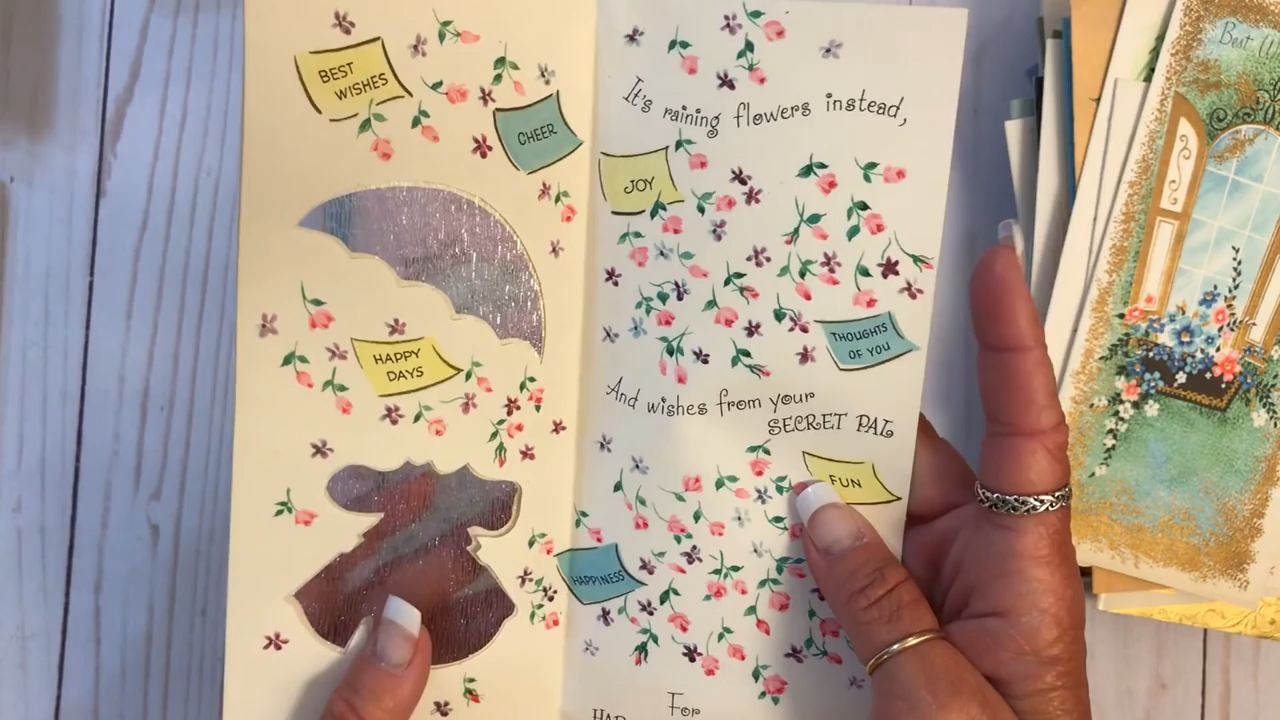 BEST
WISHES
CHEER
HAPPY
DAYS
It's raining flowers instead,
JOY
THOUGHTS
OF YOU
And wishes from your
SECRET PAL
FUN
HAPPINESS
For
Best